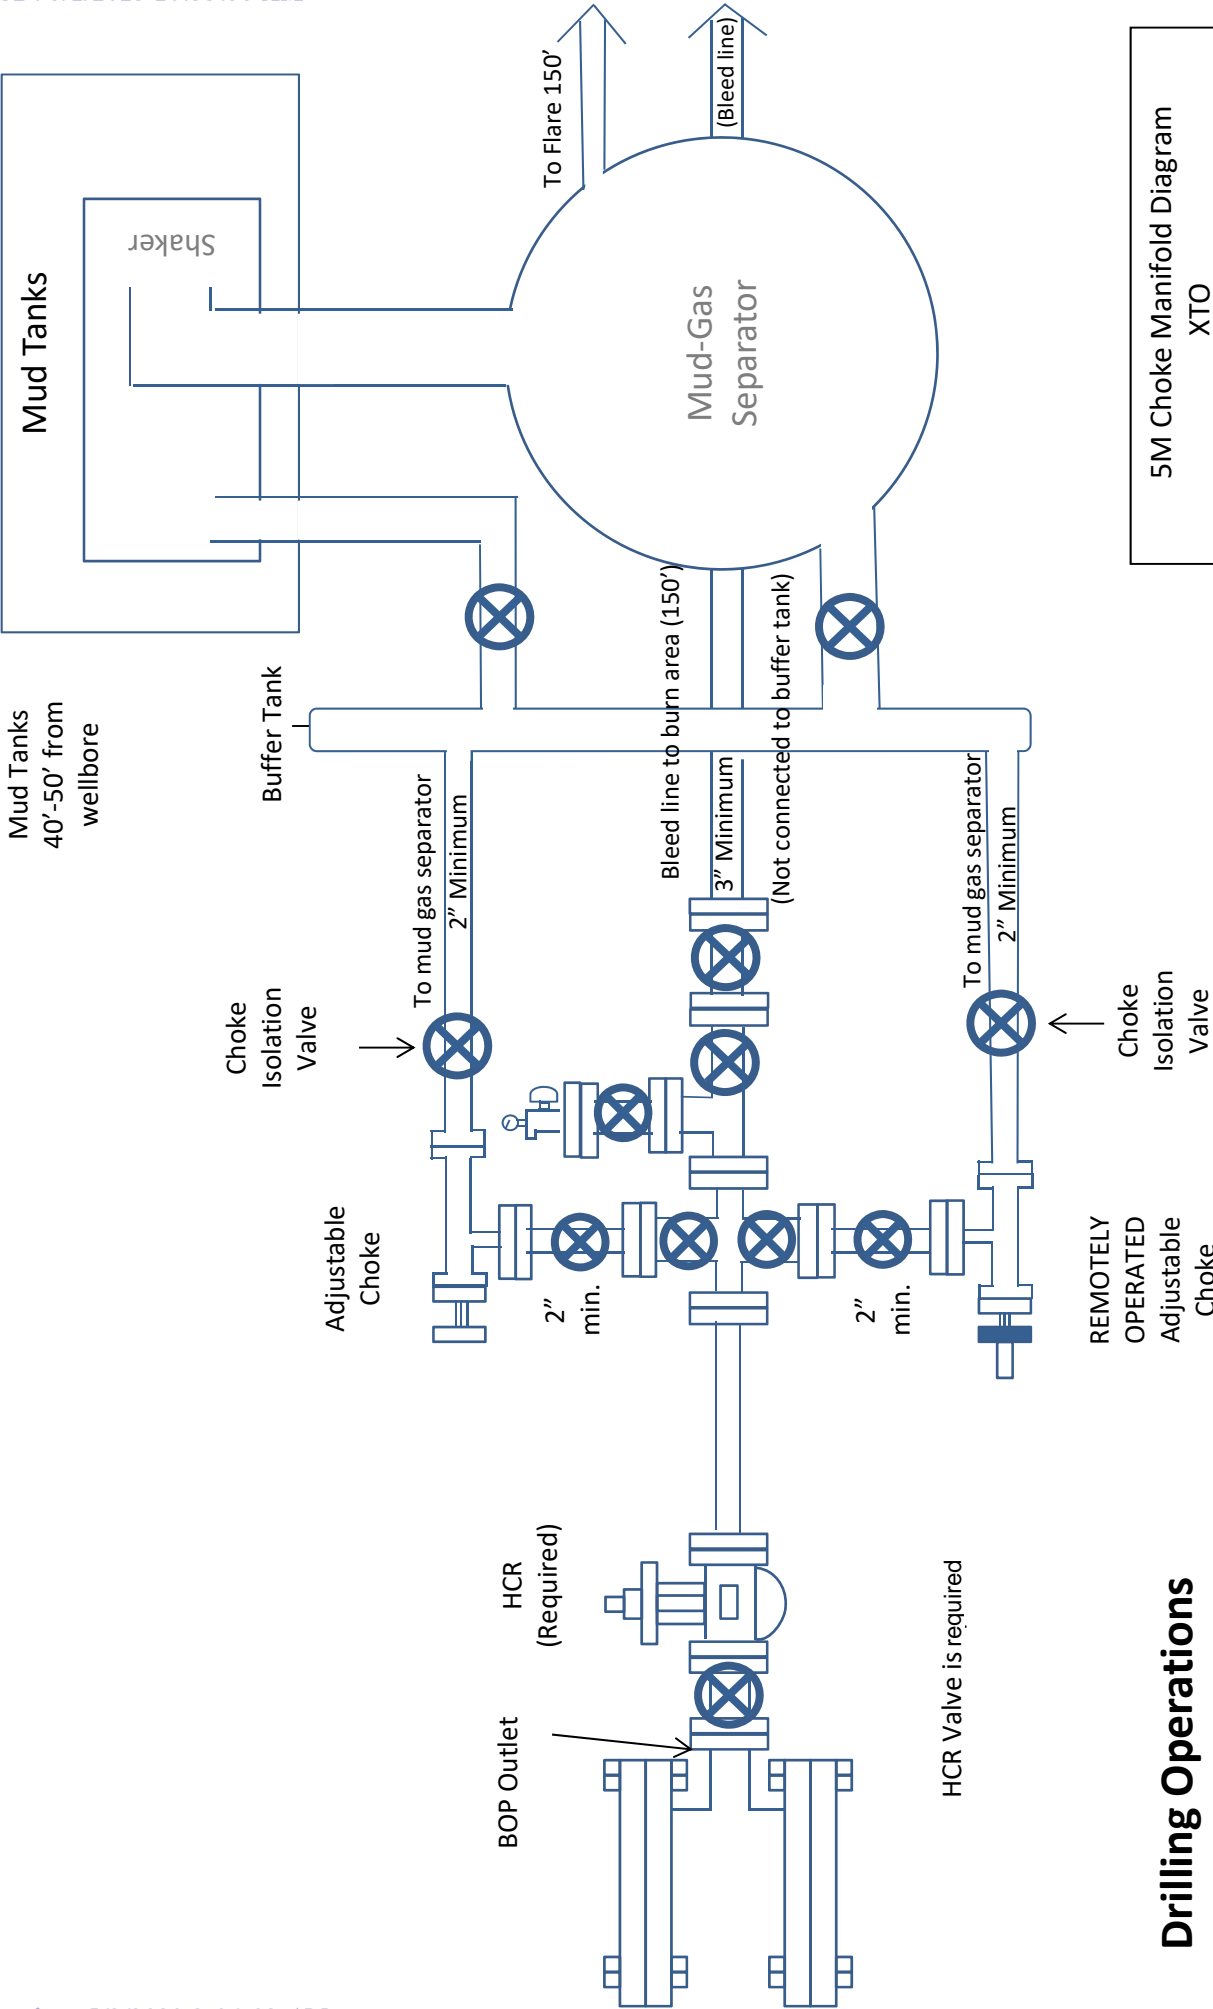 Mud Tanks
40’-50’ from
wellbore
Mud Tanks
Shaker
Buffer Tank
Choke
Isolation
Valve
Adjustable
Choke
To mud gas separator
2” Minimum
To Flare 150’
(Bleed line)
Mud-Gas
Separator
Bleed line to burn area (150’)
3” Minimum
(Not connected to buffer tank)
2”
min.
2”
min.
HCR
(Required)
BOP Outlet
To mud gas separator
2” Minimum
Choke
Isolation
Valve
REMOTELY
OPERATED
Adjustable
Choke
HCR Valve is required
5M Choke Manifold Diagram
XTO
Drilling Operations